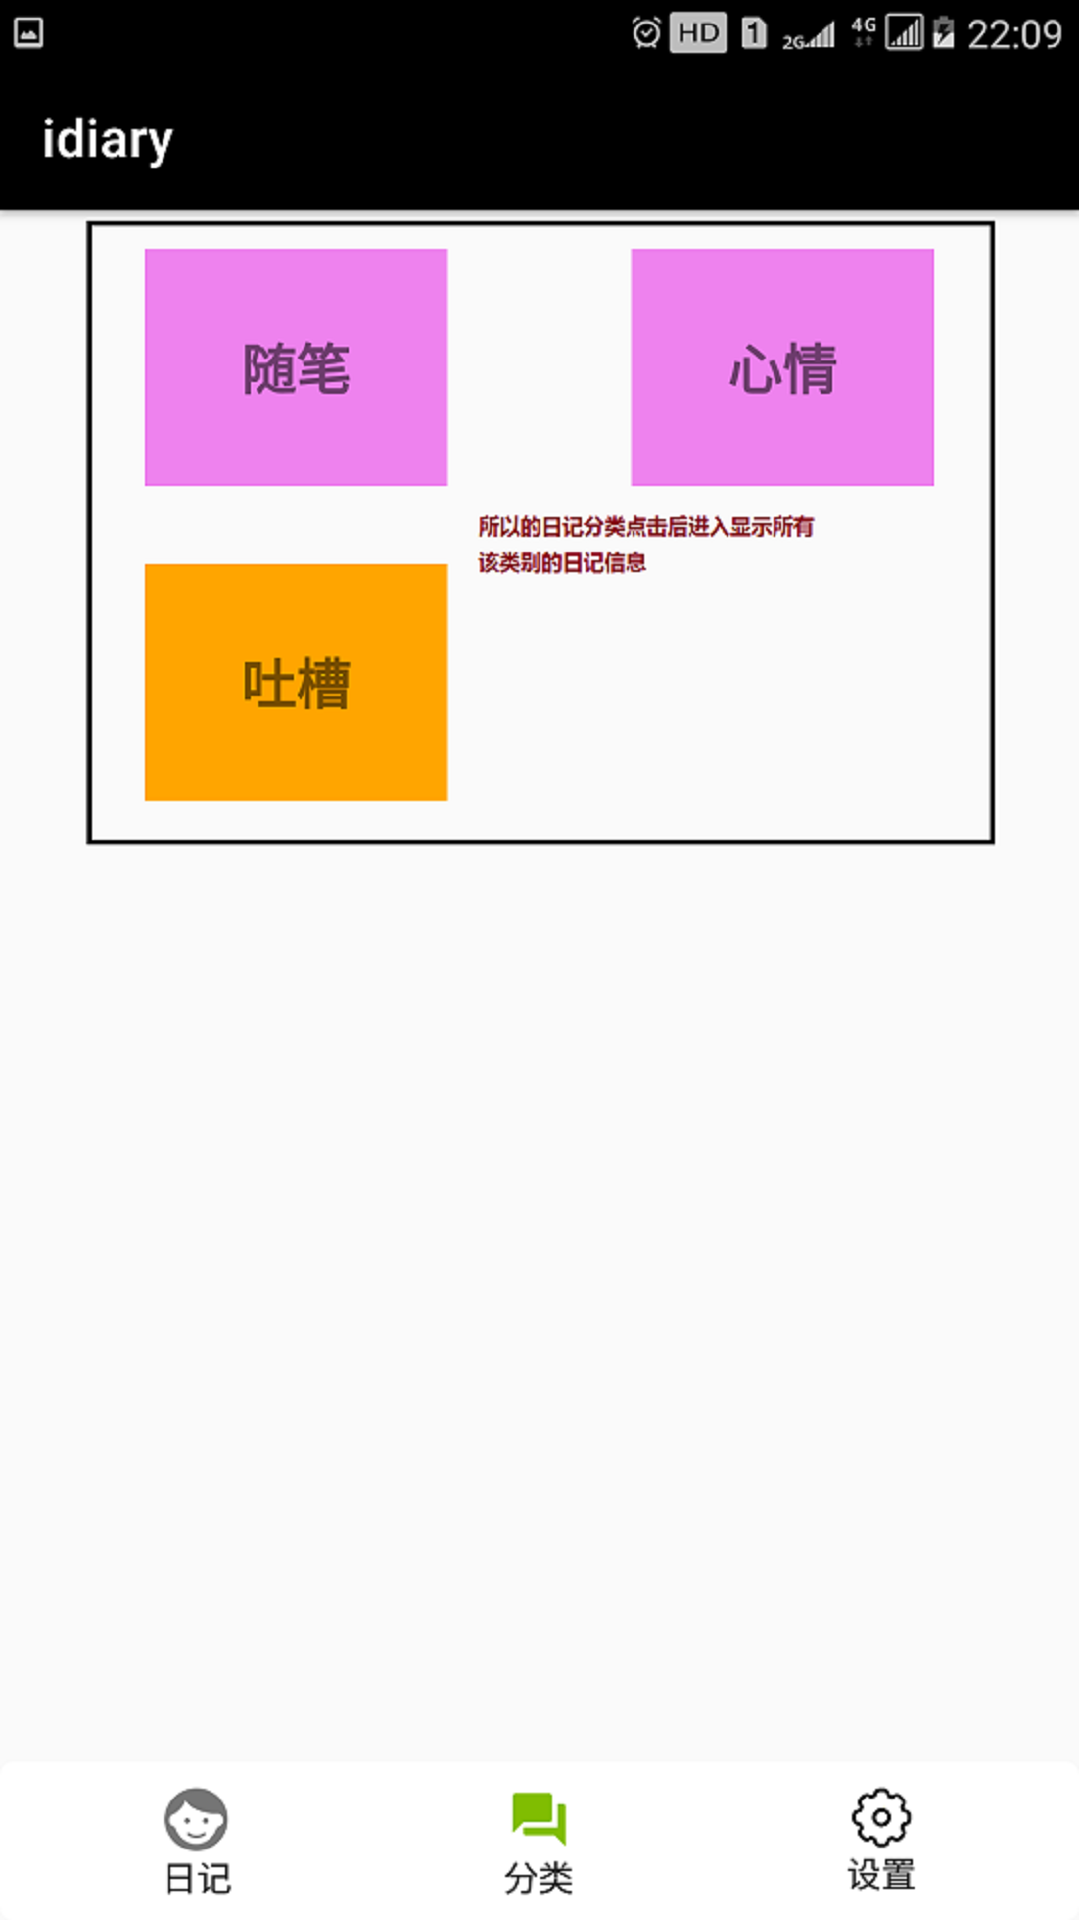 HD 1 2G 4G 22:09
idiary
随笔 心情
所以的日记分类点击后进入显示所有
该类别的日记信息
吐槽
日记 分类 设置